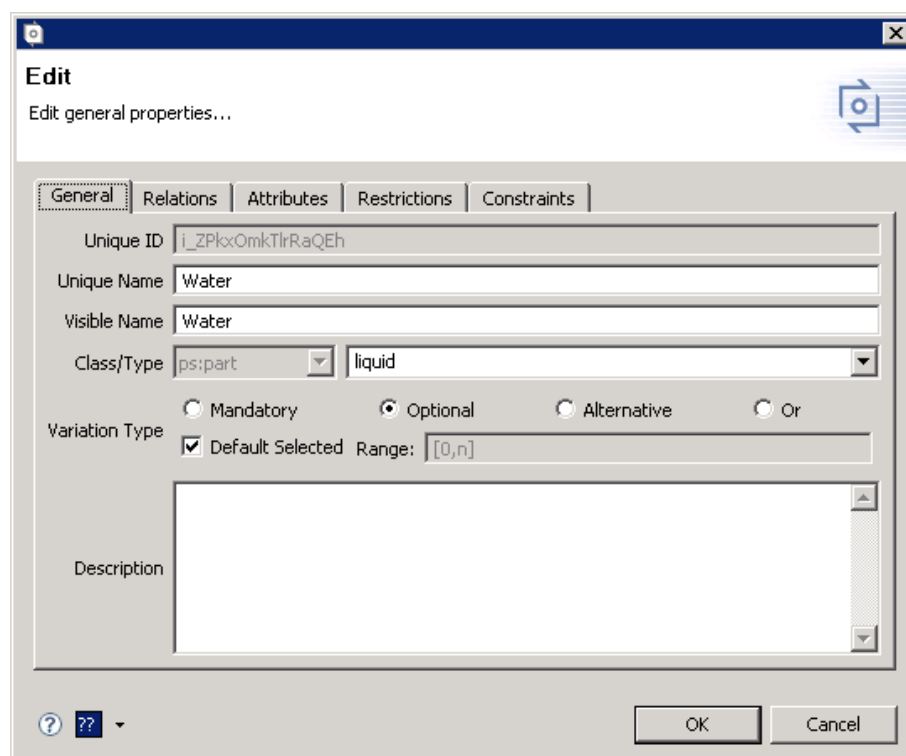 Edit
Edit general properties...
General Relations Attributes Restrictions Constraints
Unique ID i_ZPkxOmkTlrRaQEh
Unique Name Water
Visible Name Water
Class/Type ps:part liquid
Mandatory Optional Alternative Or
Variation Type
Default Selected Range: [0,n]
Description
? ?? OK Cancel